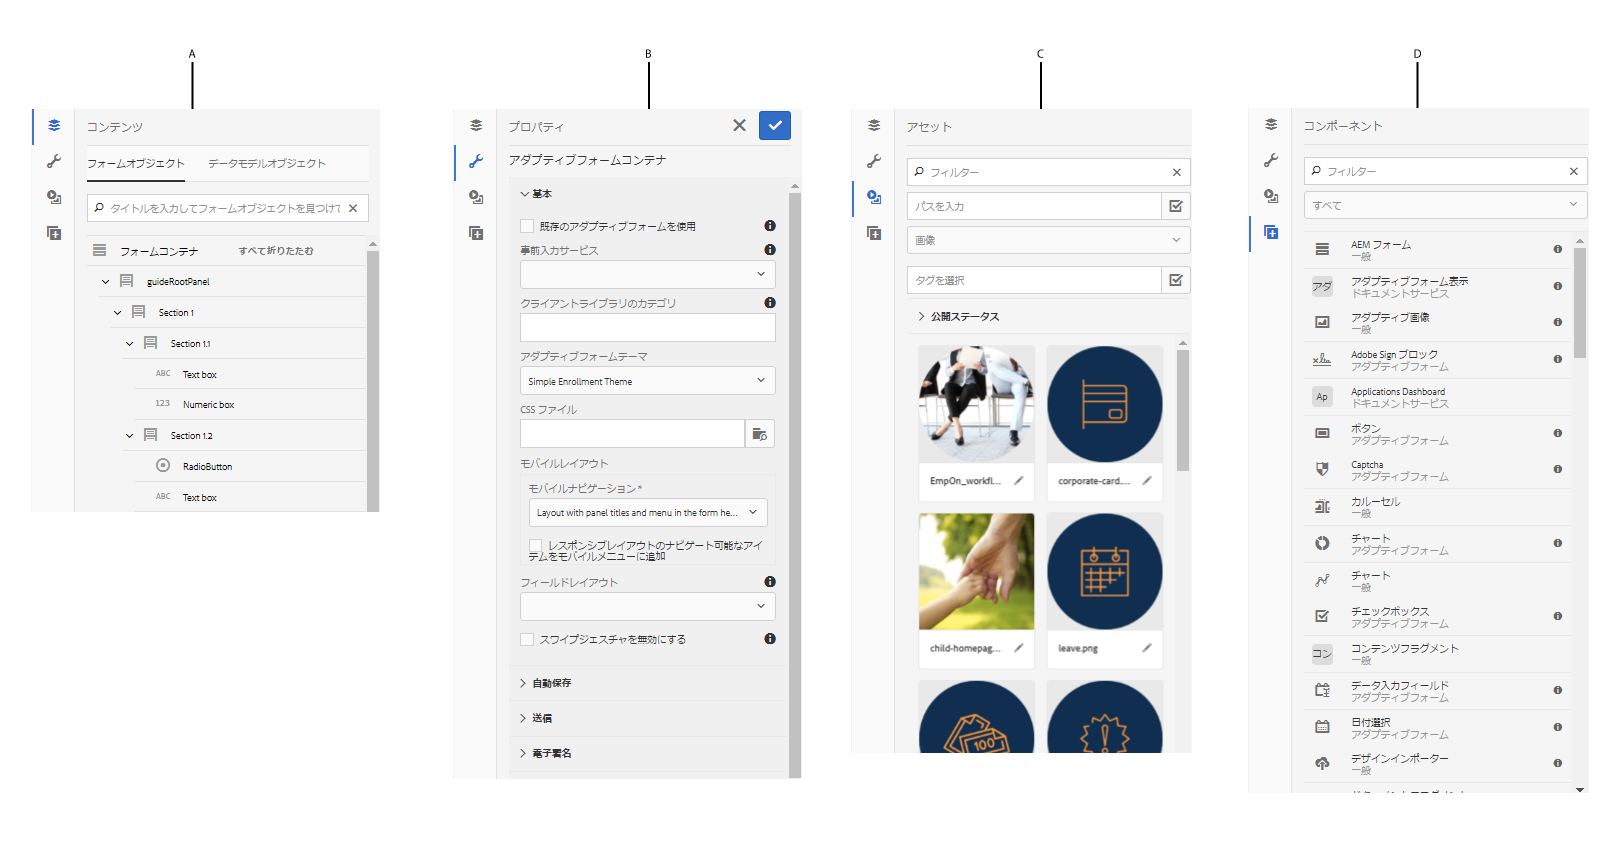 A
B
C
D
コンテンツ
フォームオブジェクト
データモデルオブジェクト
タイトルを入力してフォームオブジェクトを見つけて
フォームコンテナ
すべて折りたたむ
guideRootPanel
Section 1
Section 1.1
ABC Text box
123 Numeric box
Section 1.2
RadioButton
ABC Text box
プロパティ
アダプティブフォームコンテナ
基本
既存のアダプティブフォームを使用
事前入力サービス
クライアントライブラリのカテゴリ
アダプティブフォームテーマ
Simple Enrollment Theme
CSS ファイル
モバイルレイアウト
モバイルナビゲーション *
Layout with panel titles and menu in the form he...
レスポンシブレイアウトのナビゲート可能なアイ
テムをモバイルメニューに追加
フィールドレイアウト
スワイプジェスチャを無効にする
自動保存
送信
電子署名
アセット
フィルター
パスを入力
画像
タグを選択
公開ステータス
EmpOn_workfl...
corporate-card....
child-homepag...
leave.png
100
コンポーネント
フィルター
すべて
AEM フォーム
一般
アダ
アダプティブフォーム表示
ドキュメントサービス
アダプティブ画像
一般
Adobe Sign ブロック
アダプティブフォーム
Ap
Applications Dashboard
ドキュメントサービス
ボタン
アダプティブフォーム
Captcha
アダプティブフォーム
カルーセル
一般
チャート
アダプティブフォーム
チャート
一般
チェックボックス
アダプティブフォーム
コン
コンテンツフラグメント
一般
データ入力フィールド
アダプティブフォーム
日付選択
アダプティブフォーム
デザインインポーター
一般